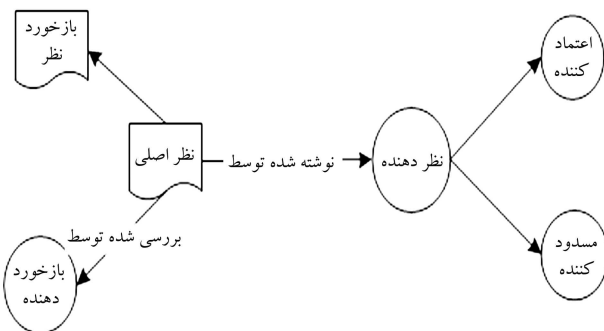 بازخورد
نظر
اعتماد
کننده
نظر اصلی
نوشته شده توسط
نظر دهنده
بررسی شده توسط
بازخورد
دهنده
مسدود
کننده